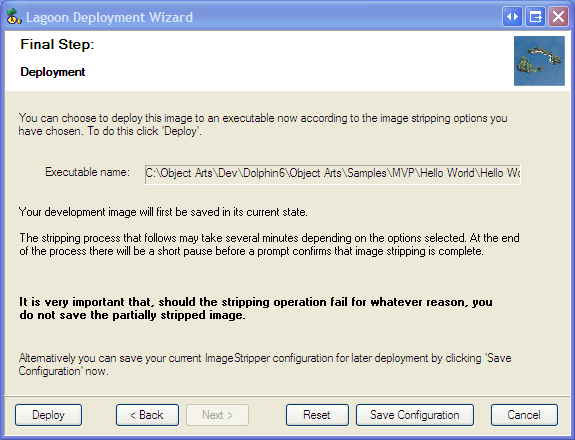 Lagoon Deployment Wizard
Final Step:
Deployment
You can choose to deploy this image to an executable now according to the image stripping options you
have chosen. To do this click 'Deploy'.
Executable name: C:\Object Arts\Dev\Dolphin6\Object Arts\Samples\MVP\Hello World\Hello Wo
Your development image will first be saved in its current state.
The stripping process that follows may take several minutes depending on the options selected. At the end
of the process there will be a short pause before a prompt confirms that image stripping is complete.
It is very important that, should the stripping operation fail for whatever reason, you
do not save the partially stripped image.
Alternatively you can save your current ImageStripper configuration for later deployment by clicking 'Save
Configuration' now.
Deploy < Back Next > Reset Save Configuration Cancel